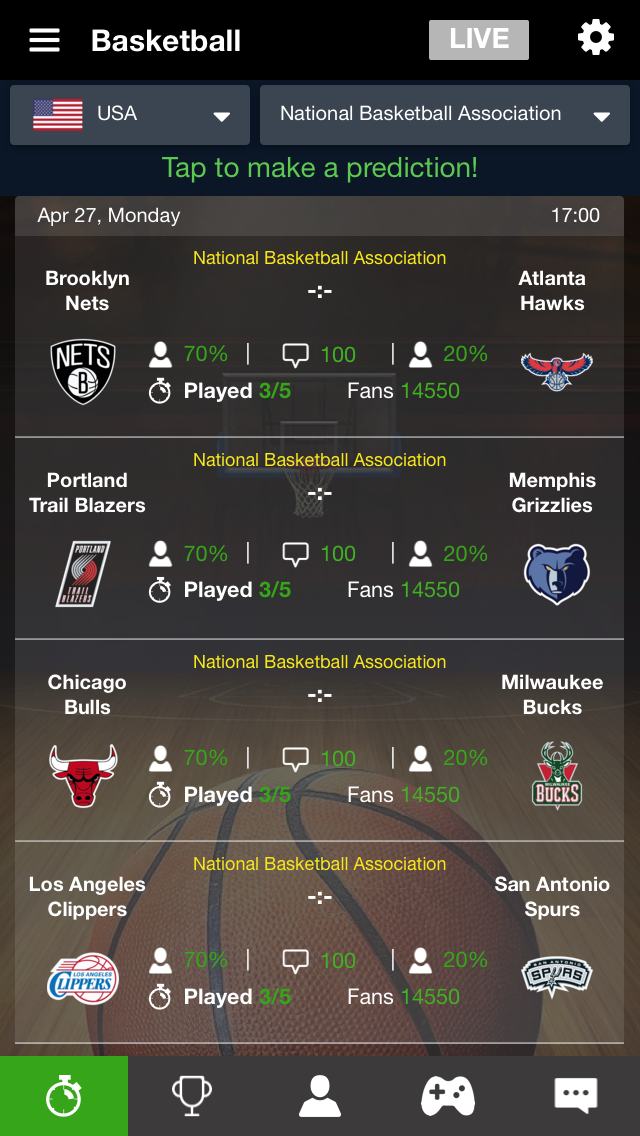 Basketball
LIVE
USA
National Basketball Association
Tap to make a prediction!
Apr 27, Monday 17:00
National Basketball Association
Brooklyn
Nets
-:-
Atlanta
Hawks
NETS
B
70% | 100 | 20%
Played 3/5 Fans 14550
National Basketball Association
Portland
Trail Blazers
-:-
Memphis
Grizzlies
PORTLAND
TRAIL BLAZERS
70% | 100 | 20%
Played 3/5 Fans 14550
National Basketball Association
Chicago
Bulls
-:-
Milwaukee
Bucks
70% | 100 | 20%
Played 3/5 Fans 14550
MILWAUKEE
BUCKS
National Basketball Association
Los Angeles
Clippers
-:-
San Antonio
Spurs
LOS ANGELES
CLIPPERS
70% | 100 | 20%
Played 3/5 Fans 14550
SAN ANTONIO
SPURS